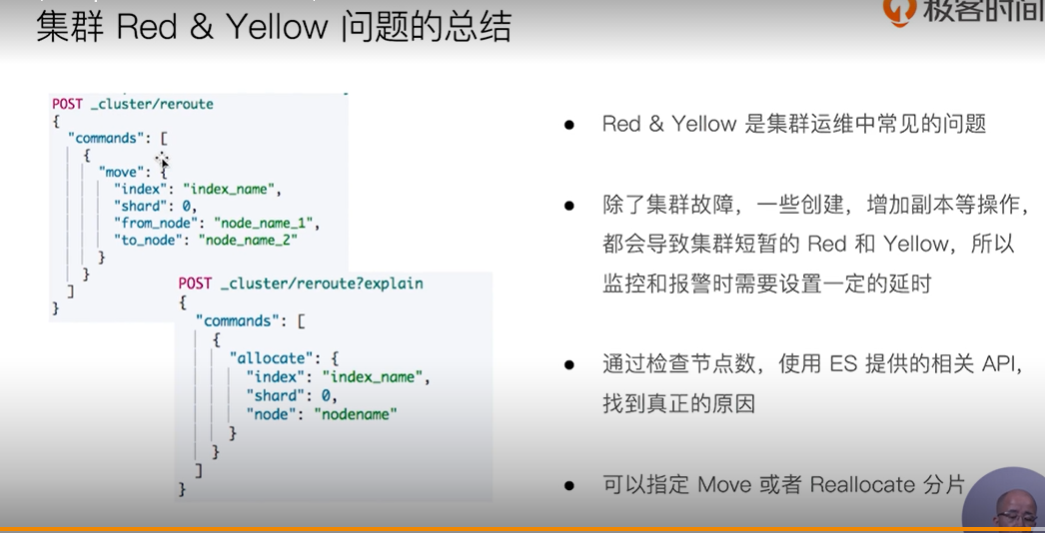 集群 Red & Yellow 问题的总结
极客时间
POST _cluster/reroute
{
"commands": [
{
"move": {
"index": "index_name",
"shard": 0,
"from_node": "node_name_1",
"to_node": "node_name_2"
}
}
]
}
POST _cluster/reroute?explain
{
"commands": [
{
"allocate": {
"index": "index_name",
"shard": 0,
"node": "nodename"
}
}
]
}
● Red & Yellow 是集群运维中常见的问题
● 除了集群故障，一些创建，增加副本等操作，
都会导致集群短暂的 Red 和 Yellow，所以
监控和报警时需要设置一定的延时
● 通过检查节点数，使用 ES 提供的相关 API，
找到真正的原因
● 可以指定 Move 或者 Reallocate 分片